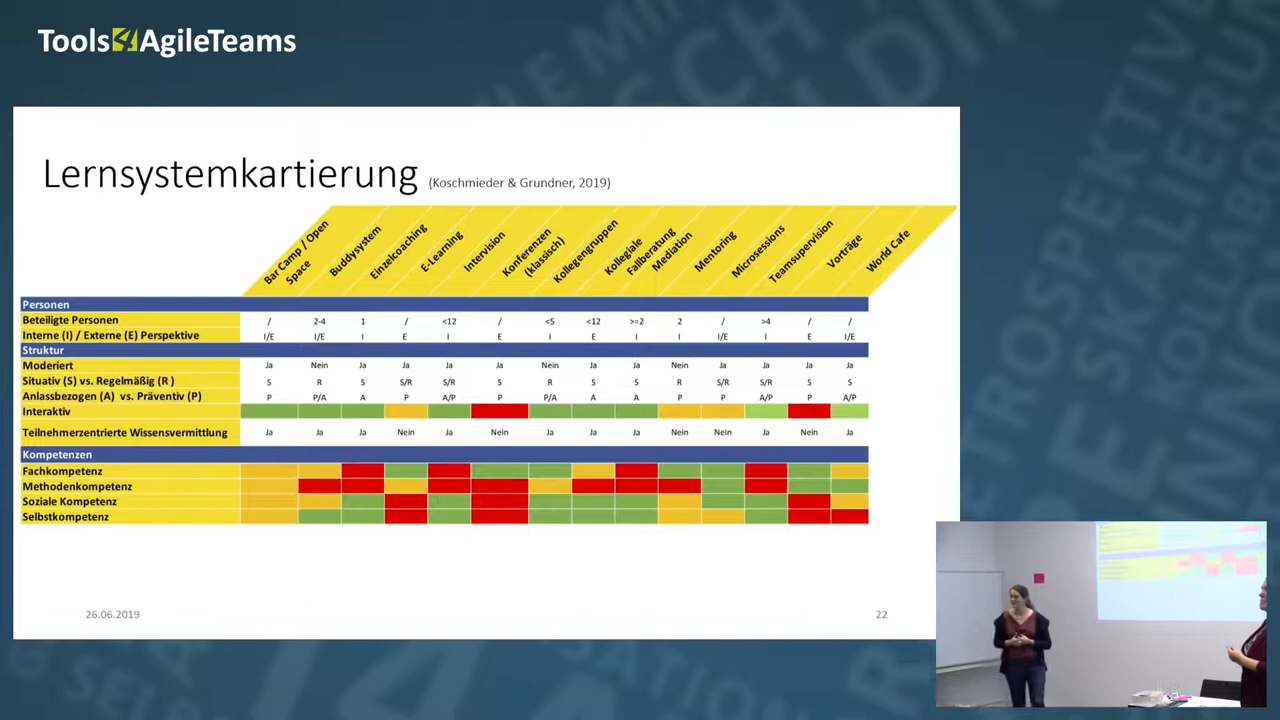 Tools4AgileTeams
Lernsystemkartierung (Koschmieder & Grundner, 2019)
Bar Camp / Open Space
Buddysystem
Einzelcoaching
E-Learning
Intervision
Konferenzen (klassisch)
Kollegengruppen
Kollegiale Fallberatung
Mediation
Mentoring
Microsessions
Teamsupervision
Vorträge
World Cafe
Personen
Beteiligte Personen / 2-4 1 / <12 / <5 <12 >=2 2 / >4 / /
Interne (I) / Externe (E) Perspektive I/E I/E I E I E I E I I I/E I E I/E
Struktur
Moderiert Ja Nein Ja Ja Ja Ja Nein Ja Ja Nein Ja Ja Ja Ja
Situativ (S) vs. Regelmäßig (R ) S R S S/R S/R S R S S R S/R S/R S S
Anlassbezogen (A) vs. Präventiv (P) P P/A A P A/P P P/A A A P P A/P P A/P
Interaktiv
Teilnehmerzentrierte Wissensvermittlung Ja Ja Ja Nein Ja Nein Ja Ja Ja Nein Nein Ja Nein Ja
Kompetenzen
Fachkompetenz
Methodenkompetenz
Soziale Kompetenz
Selbstkompetenz
26.06.2019 22